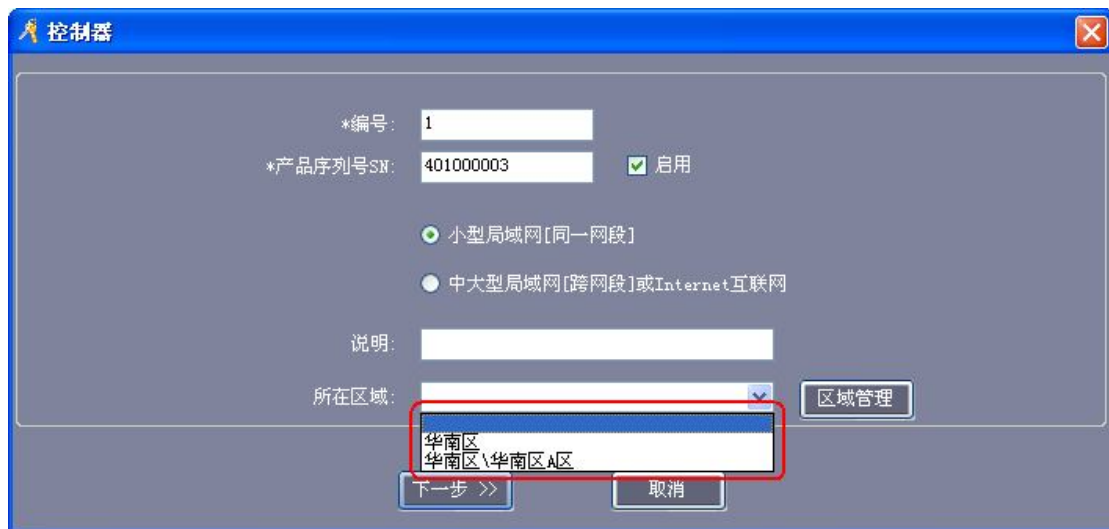 控制器
*编号: 1
*产品序列号SN: 401000003 启用
小型局域网[同一网段]
中大型局域网[跨网段]或Internet互联网
说明:
所在区域: 区域管理
华南区
华南区\华南区A区
下一步 >> 取消